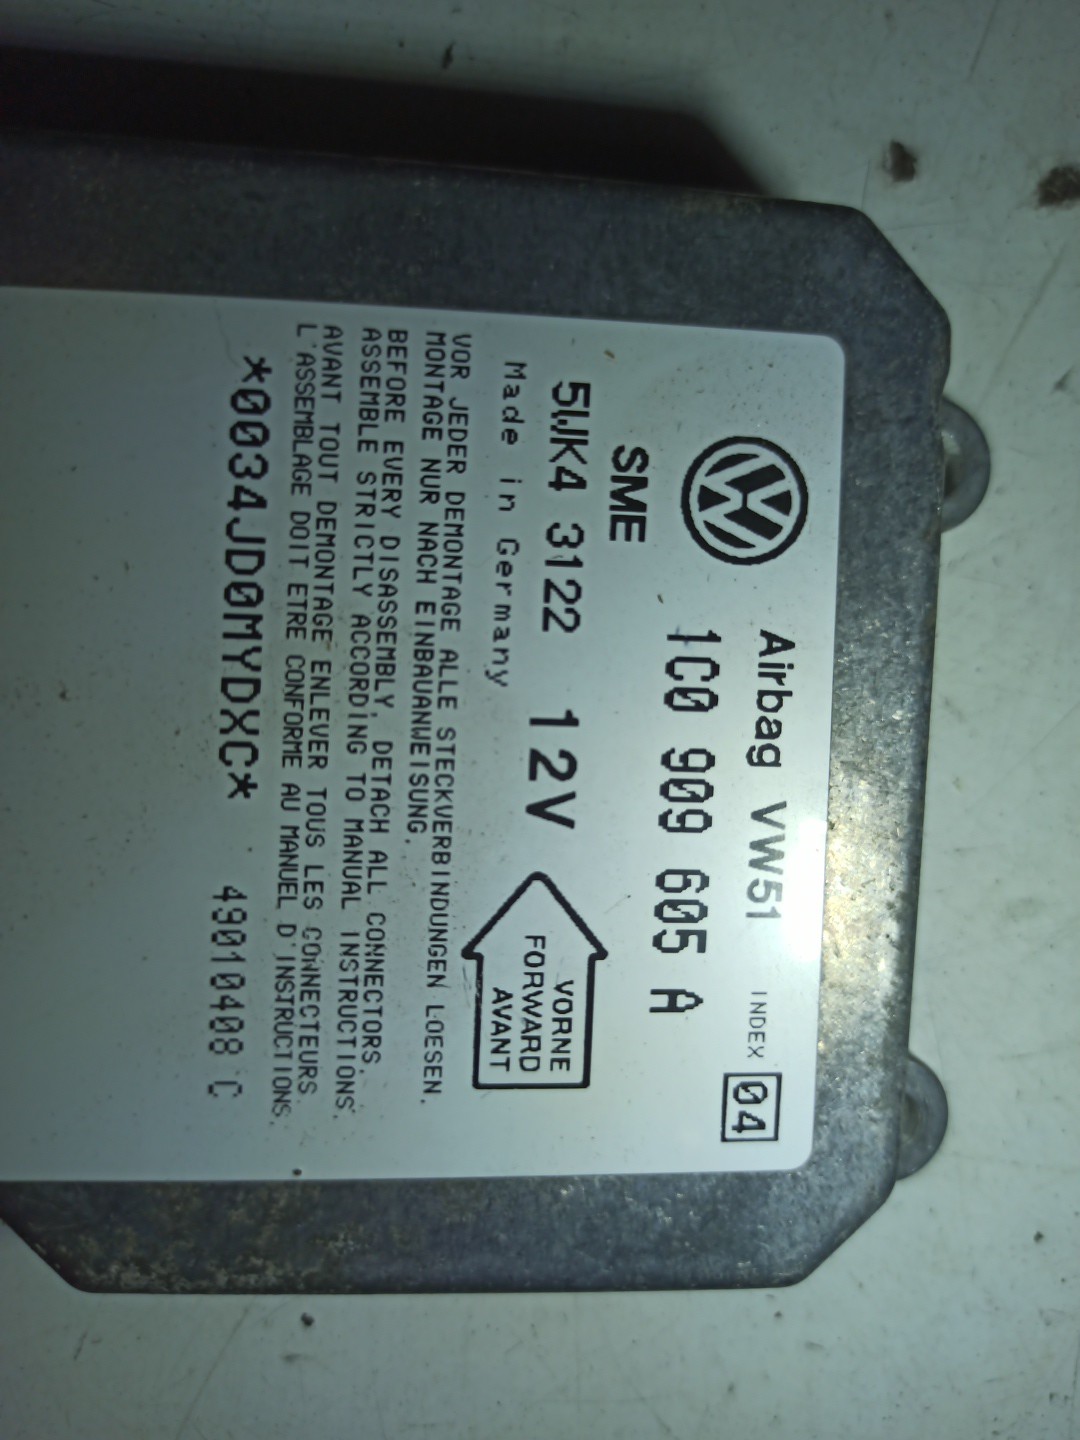 Airbag VW51 INDEX 04
1C0 909 605 A
SME
5WK4 3122 12V
VORNE
FORWARD
AVANT
Made in Germany
VOR JEDER DEMONTAGE ALLE STECKVERBINDUNGEN LOESEN.
MONTAGE NUR NACH EINBAUANWEISUNG.
BEFORE EVERY DISASSEMBLY, DETACH ALL CONNECTORS.
ASSEMBLE STRICTLY ACCORDING TO MANUAL INSTRUCTIONS.
AVANT TOUT DEMONTAGE ENLEVER TOUS LES CONNECTEURS
L'ASSEMBLAGE DOIT ETRE CONFORME AU MANUEL D'INSTRUCTIONS.
*0034JD0MYDXC* 49010408 C